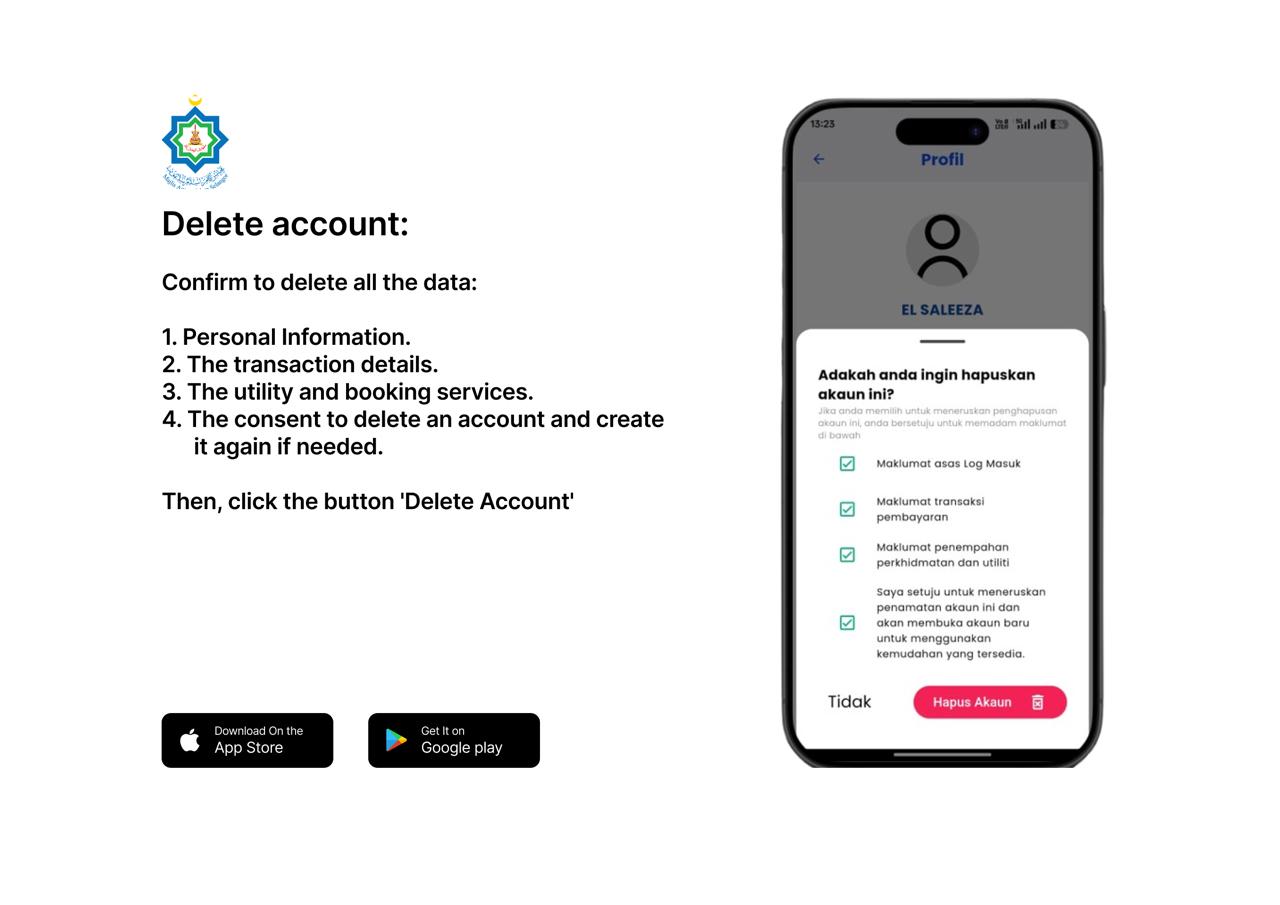 Delete account:
Confirm to delete all the data:
1. Personal Information.
2. The transaction details.
3. The utility and booking services.
4. The consent to delete an account and create
it again if needed.
Then, click the button 'Delete Account'
Download On the
App Store
Get It on
Google play
13:23
Profil
EL SALEEZA
Adakah anda ingin hapuskan
akaun ini?
Jika anda memilih untuk meneruskan penghapusan
akaun ini, anda bersetuju untuk memadam maklumat
di bawah
Maklumat asas Log Masuk
Maklumat transaksi
pembayaran
Maklumat penempahan
perkhidmatan dan utiliti
Saya setuju untuk meneruskan
penamatan akaun ini dan
akan membuka akaun baru
untuk menggunakan
kemudahan yang tersedia.
Tidak
Hapus Akaun